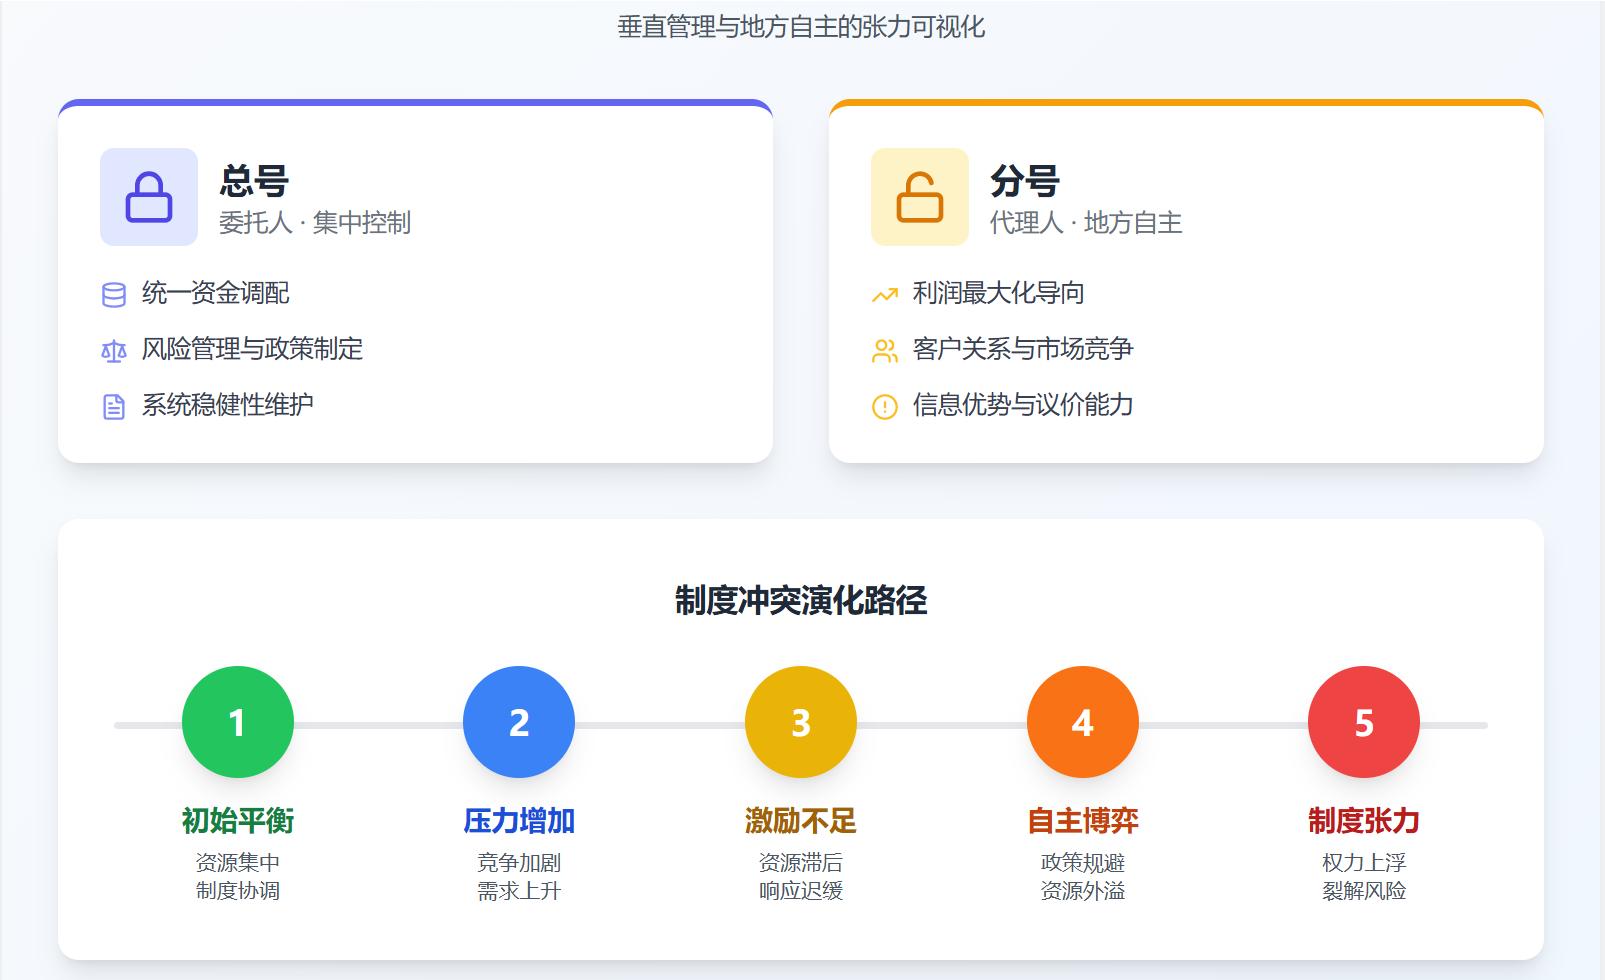 垂直管理与地方自主的张力可视化
总号
委托人 · 集中控制
统一资金调配
风险管理与政策制定
系统稳健性维护
分号
代理人 · 地方自主
利润最大化导向
客户关系与市场竞争
信息优势与议价能力
制度冲突演化路径
1
初始平衡
资源集中
制度协调
2
压力增加
竞争加剧
需求上升
3
激励不足
资源滞后
响应迟缓
4
自主博弈
政策规避
资源外溢
5
制度张力
权力上浮
裂解风险